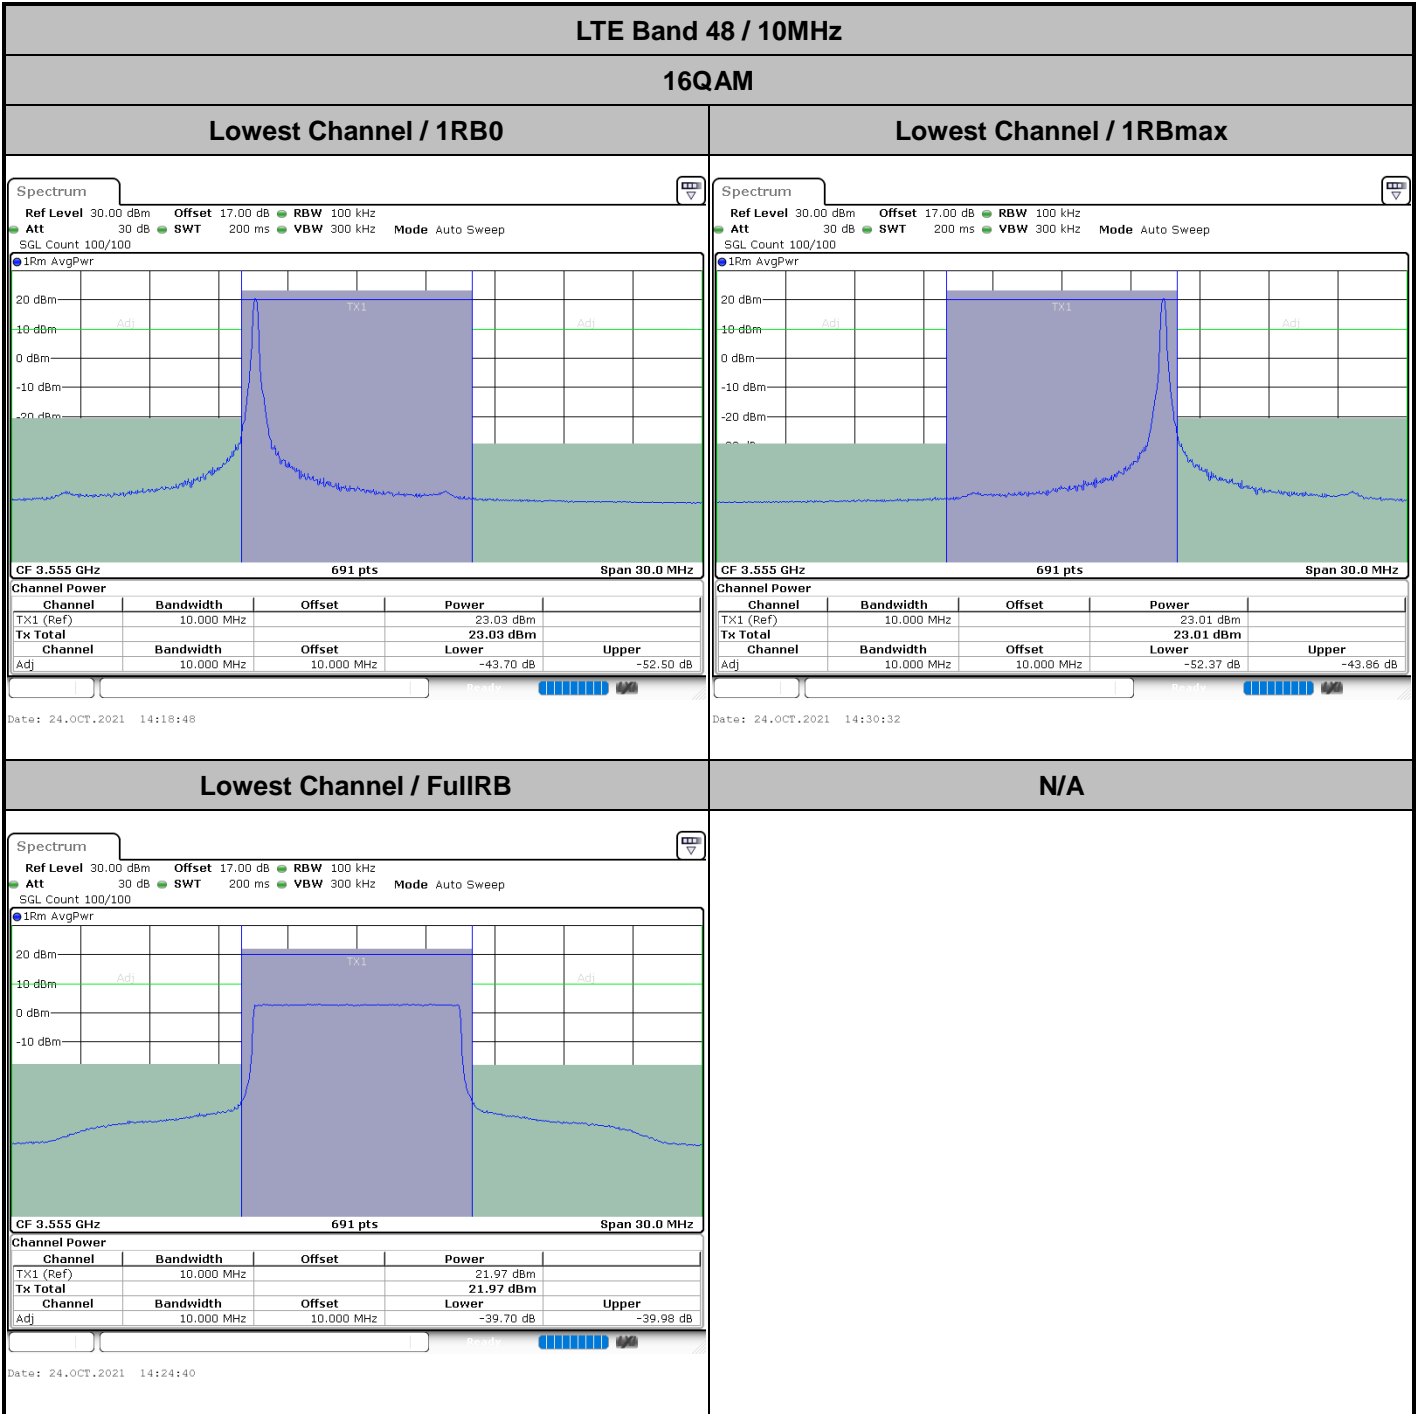 LTE Band 48 / 10MHz
16QAM
Lowest Channel / 1RB0
Lowest Channel / 1RBmax
Spectrum
Ref Level 30.00 dBm Offset 17.00 dB RBW 100 kHz
Att 30 dB SWT 200 ms VBW 300 kHz Mode Auto Sweep
SGL Count 100/100
1Rm AvgPwr
20 dBm
TX1
Adj
Adj
10 dBm
0 dBm
-10 dBm
-20 dBm
CF 3.555 GHz 691 pts Span 30.0 MHz
Channel Power
Channel Bandwidth Offset Power
TX1 (Ref) 10.000 MHz 23.03 dBm
Tx Total 23.03 dBm
Channel Bandwidth Offset Lower Upper
Adj 10.000 MHz 10.000 MHz -43.70 dB -52.50 dB
Ready
Date: 24.OCT.2021 14:18:48
Spectrum
Ref Level 30.00 dBm Offset 17.00 dB RBW 100 kHz
Att 30 dB SWT 200 ms VBW 300 kHz Mode Auto Sweep
SGL Count 100/100
1Rm AvgPwr
20 dBm
TX1
Adj
Adj
10 dBm
0 dBm
-10 dBm
-20 dBm
CF 3.555 GHz 691 pts Span 30.0 MHz
Channel Power
Channel Bandwidth Offset Power
TX1 (Ref) 10.000 MHz 23.01 dBm
Tx Total 23.01 dBm
Channel Bandwidth Offset Lower Upper
Adj 10.000 MHz 10.000 MHz -52.37 dB -43.86 dB
Ready
Date: 24.OCT.2021 14:30:32
Lowest Channel / FullRB
N/A
Spectrum
Ref Level 30.00 dBm Offset 17.00 dB RBW 100 kHz
Att 30 dB SWT 200 ms VBW 300 kHz Mode Auto Sweep
SGL Count 100/100
1Rm AvgPwr
20 dBm
TX1
Adj
Adj
10 dBm
0 dBm
-10 dBm
CF 3.555 GHz 691 pts Span 30.0 MHz
Channel Power
Channel Bandwidth Offset Power
TX1 (Ref) 10.000 MHz 21.97 dBm
Tx Total 21.97 dBm
Channel Bandwidth Offset Lower Upper
Adj 10.000 MHz 10.000 MHz -39.70 dB -39.98 dB
Ready
Date: 24.OCT.2021 14:24:40